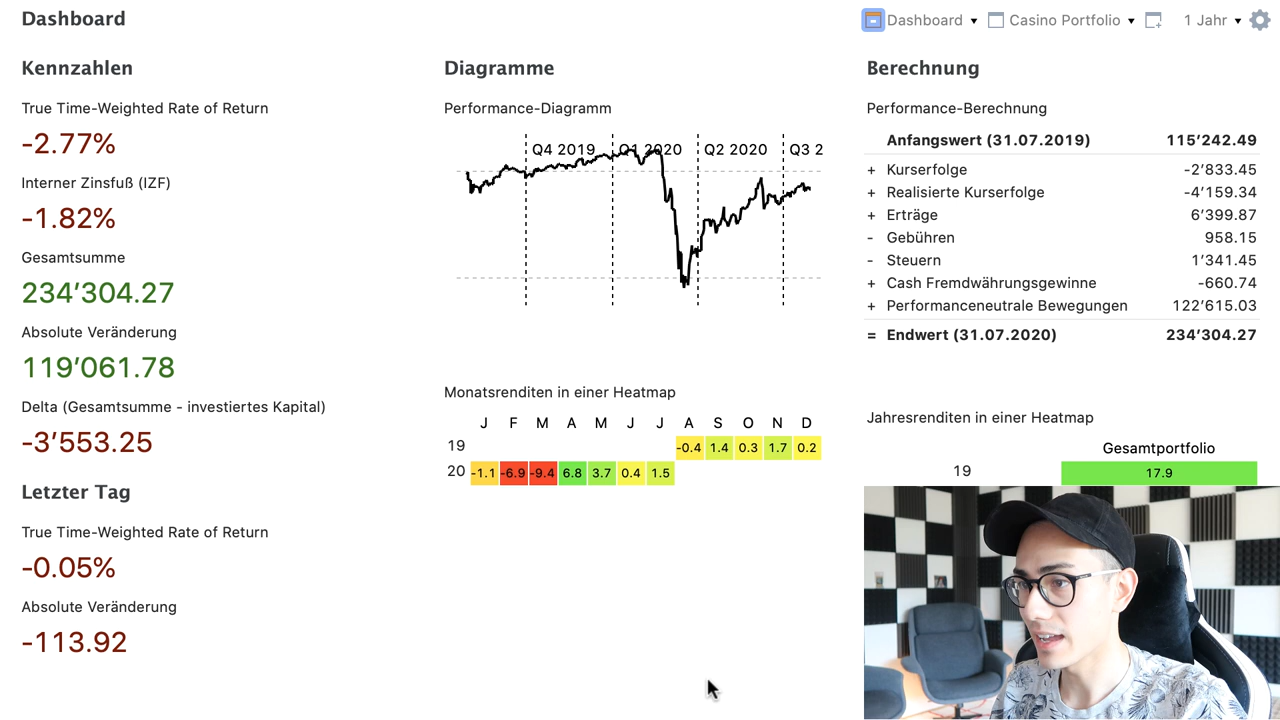 Dashboard
Dashboard ▾ Casino Portfolio ▾ 1 Jahr ▾
Kennzahlen
True Time-Weighted Rate of Return
-2.77%
Interner Zinsfuß (IZF)
-1.82%
Gesamtsumme
234’304.27
Absolute Veränderung
119’061.78
Delta (Gesamtsumme - investiertes Kapital)
-3’553.25
Letzter Tag
True Time-Weighted Rate of Return
-0.05%
Absolute Veränderung
-113.92
Diagramme
Performance-Diagramm
Q4 2019 Q1 2020 Q2 2020 Q3 2
Monatsrenditen in einer Heatmap
J F M A M J J A S O N D
19 -0.4 1.4 0.3 1.7 0.2
20 -1.1 -6.9 -9.4 6.8 3.7 0.4 1.5
Berechnung
Performance-Berechnung
Anfangswert (31.07.2019) 115’242.49
+ Kurserfolge -2’833.45
+ Realisierte Kurserfolge -4’159.34
+ Erträge 6’399.87
- Gebühren 958.15
- Steuern 1’341.45
+ Cash Fremdwährungsgewinne -660.74
+ Performanceneutrale Bewegungen 122’615.03
= Endwert (31.07.2020) 234’304.27
Jahresrenditen in einer Heatmap
Gesamtportfolio
19 17.9